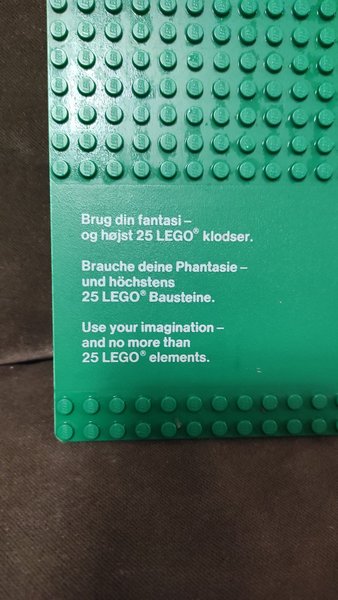 Brug din fantasi –
og højst 25 LEGO® klodser.
Brauche deine Phantasie –
und höchstens
25 LEGO® Bausteine.
Use your imagination –
and no more than
25 LEGO® elements.